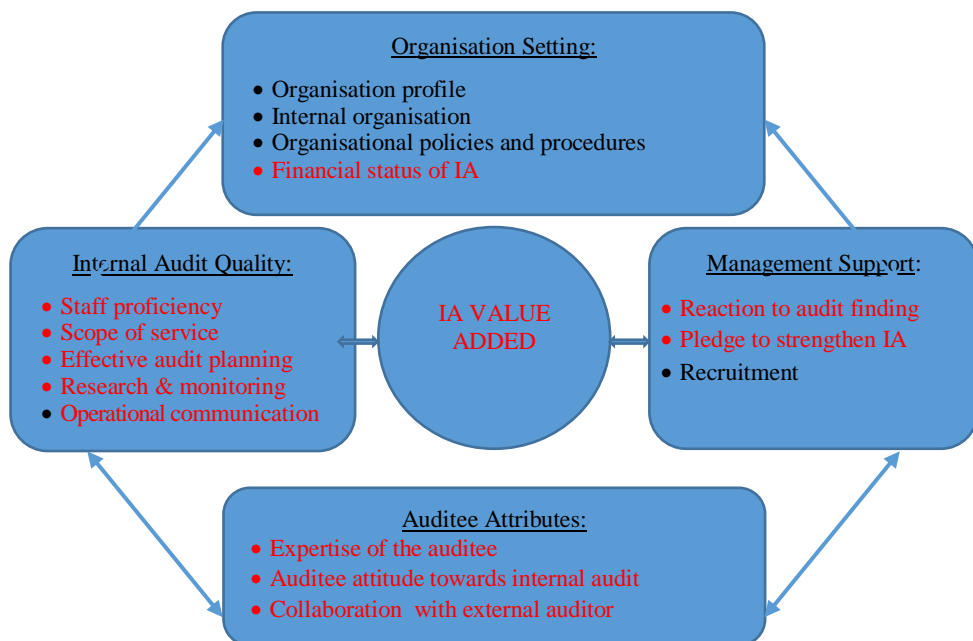 Organisation Setting:
• Organisation profile
• Internal organisation
• Organisational policies and procedures
• Financial status of IA
Internal Audit Quality:
• Staff proficiency
• Scope of service
• Effective audit planning
• Research & monitoring
• Operational communication
IA VALUE
ADDED
Management Support:
• Reaction to audit finding
• Pledge to strengthen IA
• Recruitment
Auditee Attributes:
• Expertise of the auditee
• Auditee attitude towards internal audit
• Collaboration with external auditor